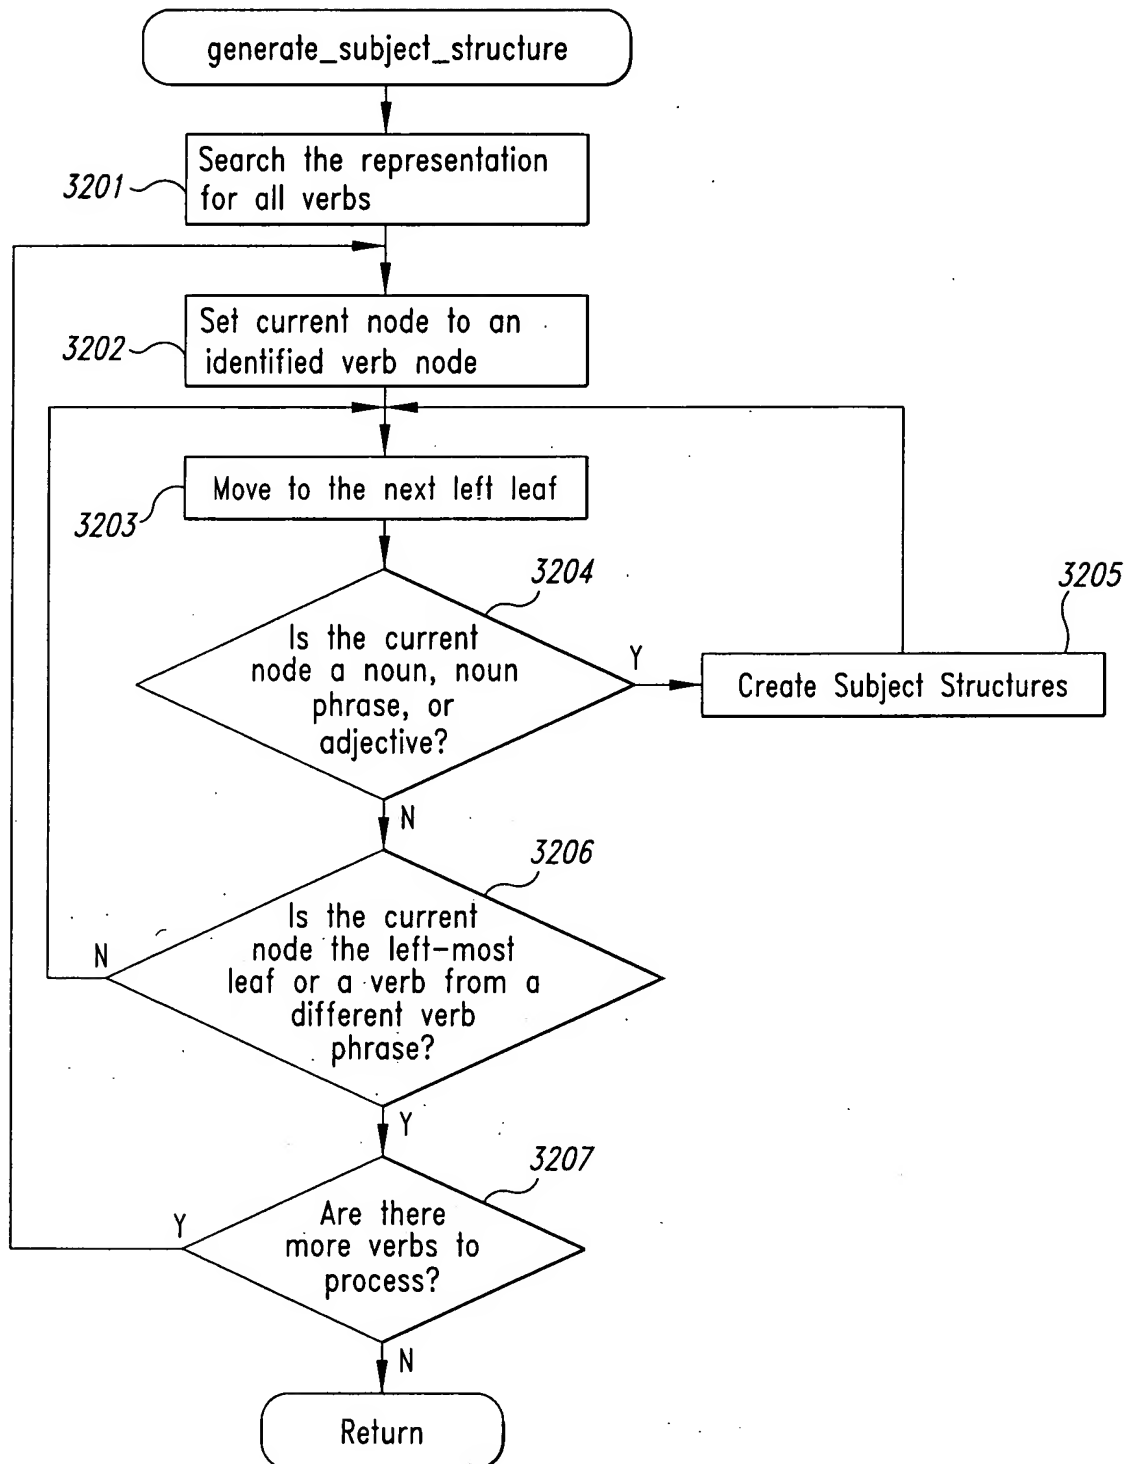 generate_subject_structure
Search the representation
for all verbs
3201
Set current node to an
identified verb node
3202
Move to the next left leaf
3203
3204
Is the current
node a noun, noun
phrase, or
adjective?
Y
3205
Create Subject Structures
N
3206
Is the current
node the left-most
leaf or a verb from a
different verb
phrase?
N
Y
3207
Are there
more verbs to
process?
Y
N
Return